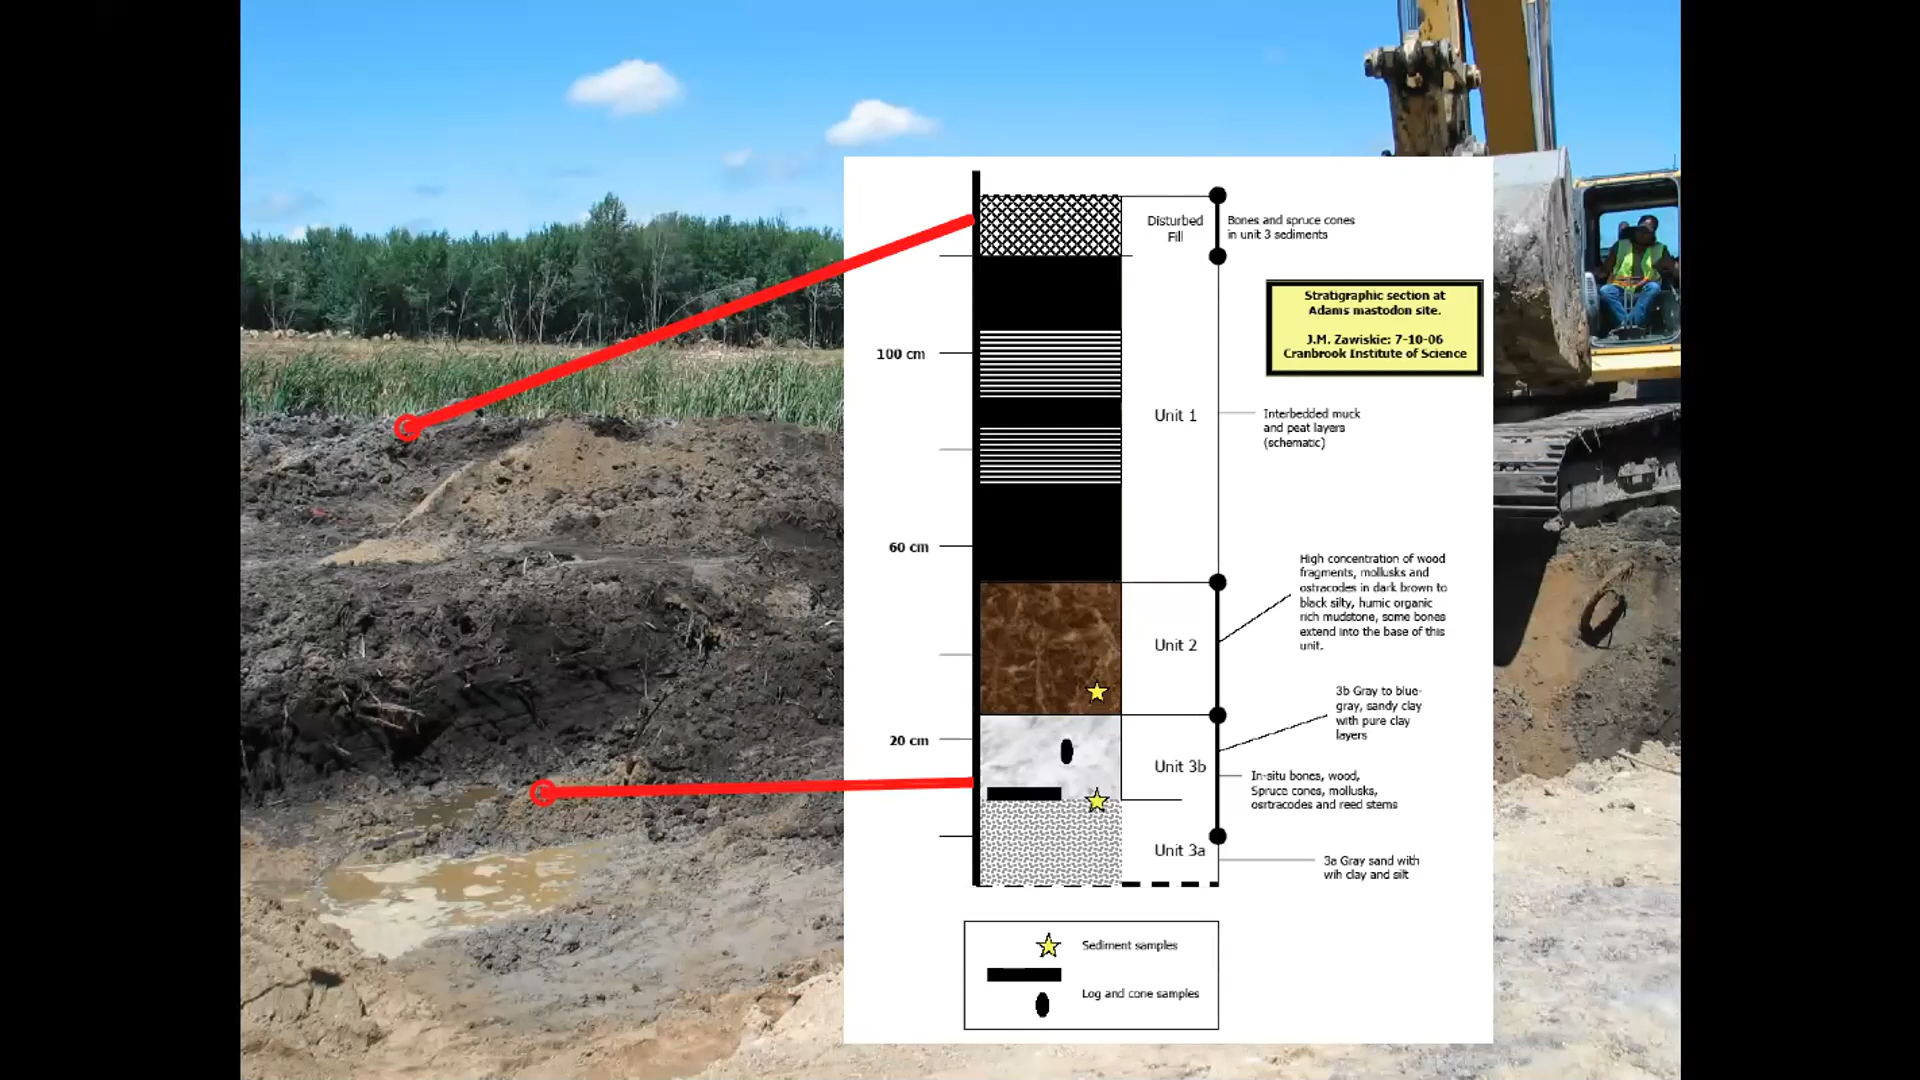 Disturbed
Fill
Bones and spruce cones
in unit 3 sediments
Stratigraphic section at
Adams mastodon site.
J.M. Zawiskie: 7-10-06
Cranbrook Institute of Science
100 cm
Unit 1
Interbedded muck
and peat layers
(schematic)
60 cm
High concentration of wood
fragments, mollusks and
ostracodes in dark brown to
black silty, humic organic
rich mudstone, some bones
extend into the base of this
unit.
Unit 2
3b Gray to blue-
gray, sandy clay
with pure clay
layers
20 cm
Unit 3b
In-situ bones, wood,
Spruce cones, mollusks,
osrtracodes and reed stems
Unit 3a
3a Gray sand with
wih clay and silt
Sediment samples
Log and cone samples